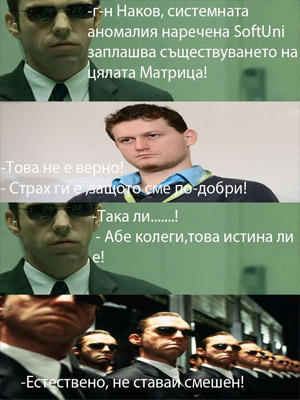 -г-н Наков, системната
аномалия наречена SoftUni
заплашва съществуването на
цялата Матрица!
-Това не е верно!
- Страх ги е ,защото сме по-добри!
-Така ли.......!
- Абе колеги,това истина ли
е!
-Естествено, не ставай смешен!